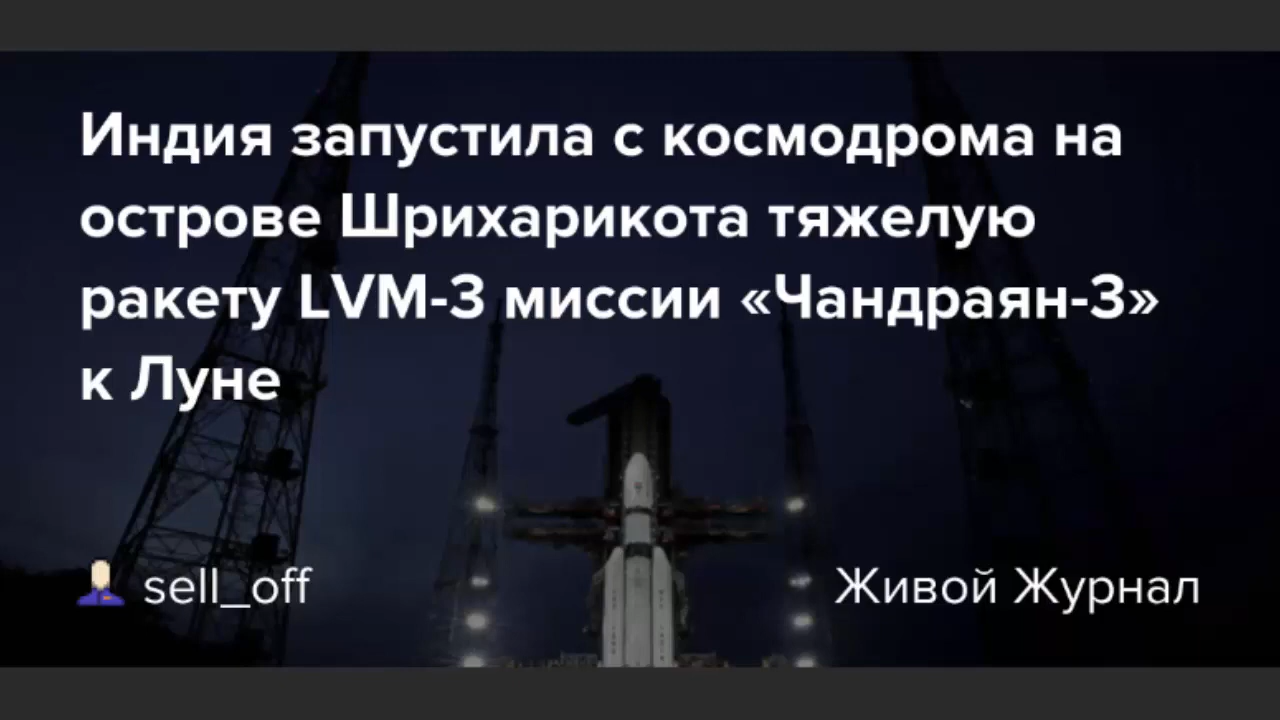 Индия запустила с космодрома на
острове Шрихарикота тяжелую
ракету LVM-3 миссии «Чандраян-3»
к Луне
sell_off
Живой Журнал